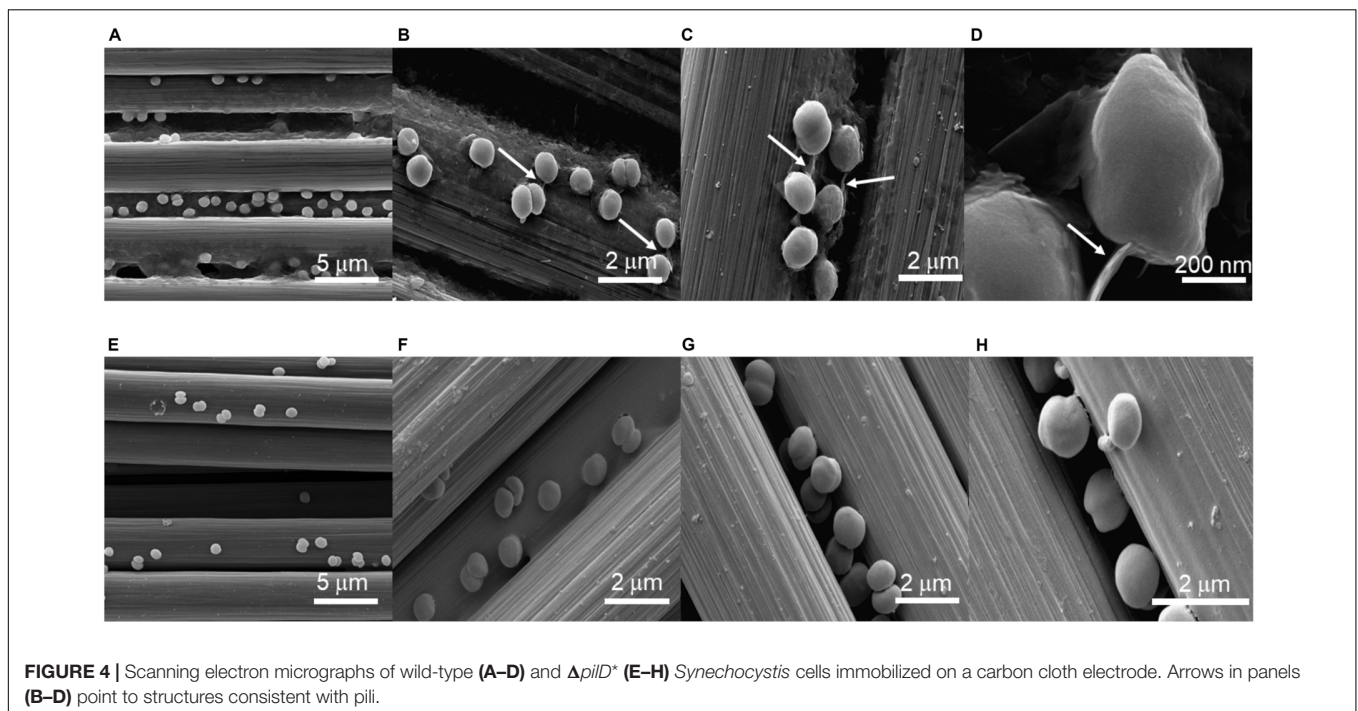 A B C D
5 μm 2 μm 2 μm 200 nm
E F G H
5 μm 2 μm 2 μm 2 μm
FIGURE 4 | Scanning electron micrographs of wild-type (A–D) and ΔpilD* (E–H) Synechocystis cells immobilized on a carbon cloth electrode. Arrows in panels
(B–D) point to structures consistent with pili.